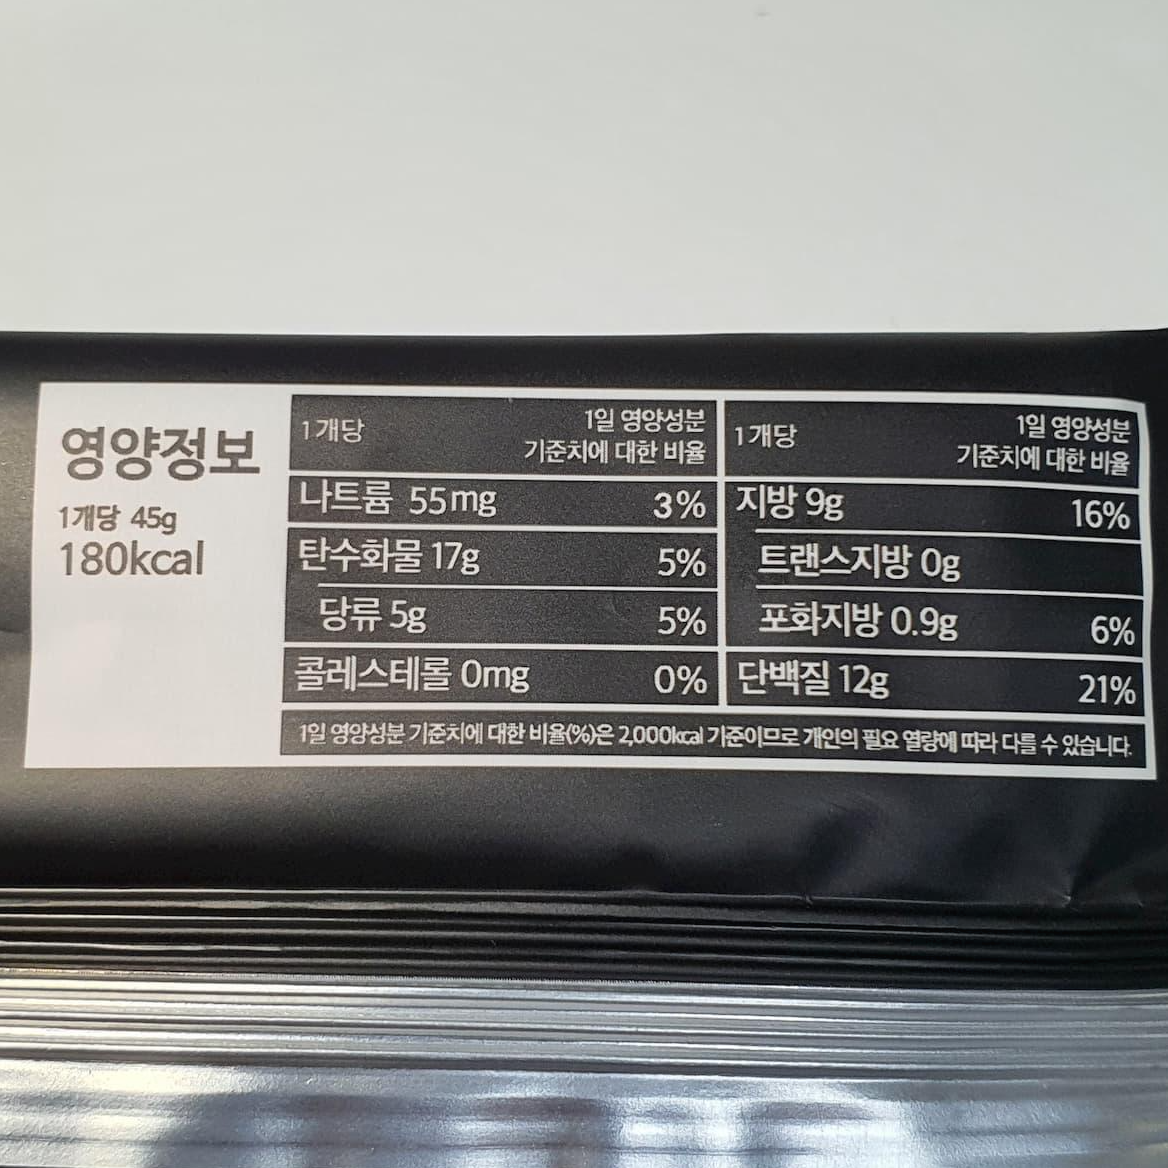 영양정보
1개당 45g
180kcal
1개당
1일 영양성분
기준치에 대한 비율
나트륨 55mg 3%
탄수화물 17g 5%
당류 5g 5%
콜레스테롤 0mg 0%
1개당
1일 영양성분
기준치에 대한 비율
지방 9g 16%
트랜스지방 0g
포화지방 0.9g 6%
단백질 12g 21%
1일 영양성분 기준치에 대한 비율(%)은 2,000kcal 기준이므로 개인의 필요 열량에 따라 다를 수 있습니다.